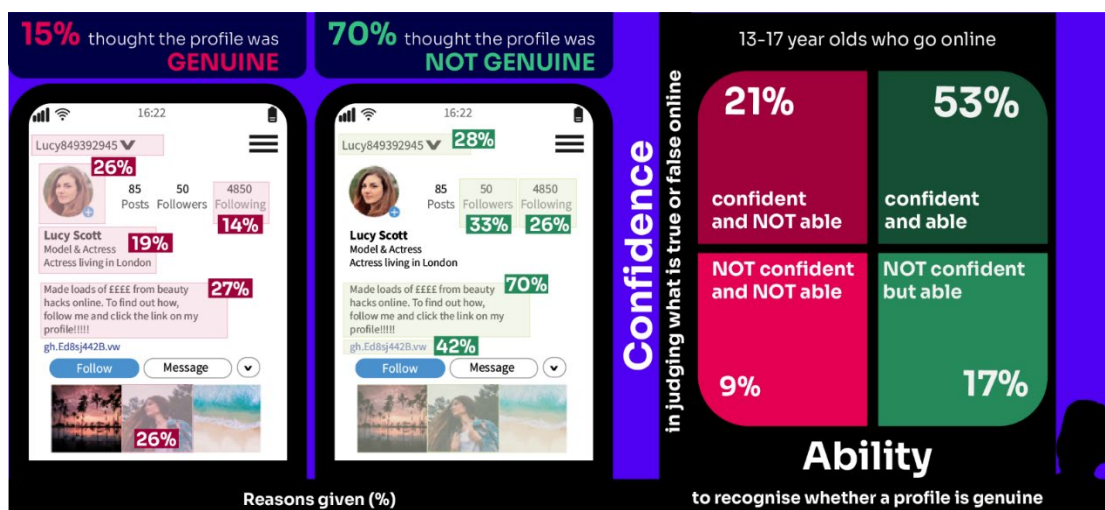 15% thought the profile was
GENUINE
16:22
Lucy849392945
26%
85
Posts
50
Followers
4850
Following
14%
Lucy Scott
19%
Model & Actress
Actress living in London
Made loads of ££££ from beauty
27%
hacks online. To find out how,
follow me and click the link on my
profile!!!!!
gh.Ed8sj442B.vw
Follow
Message
26%
70% thought the profile was
NOT GENUINE
16:22
Lucy849392945
28%
85
Posts
50
Followers
33%
4850
Following
26%
Lucy Scott
Model & Actress
Actress living in London
Made loads of ££££ from beauty
70%
hacks online. To find out how,
follow me and click the link on my
profile!!!!!
gh.Ed8sj442B.vw
42%
Follow
Message
Reasons given (%)
Confidence
in judging what is true or false online
13-17 year olds who go online
21%
confident
and NOT able
53%
confident
and able
NOT confident
and NOT able
9%
NOT confident
but able
17%
Ability
to recognise whether a profile is genuine